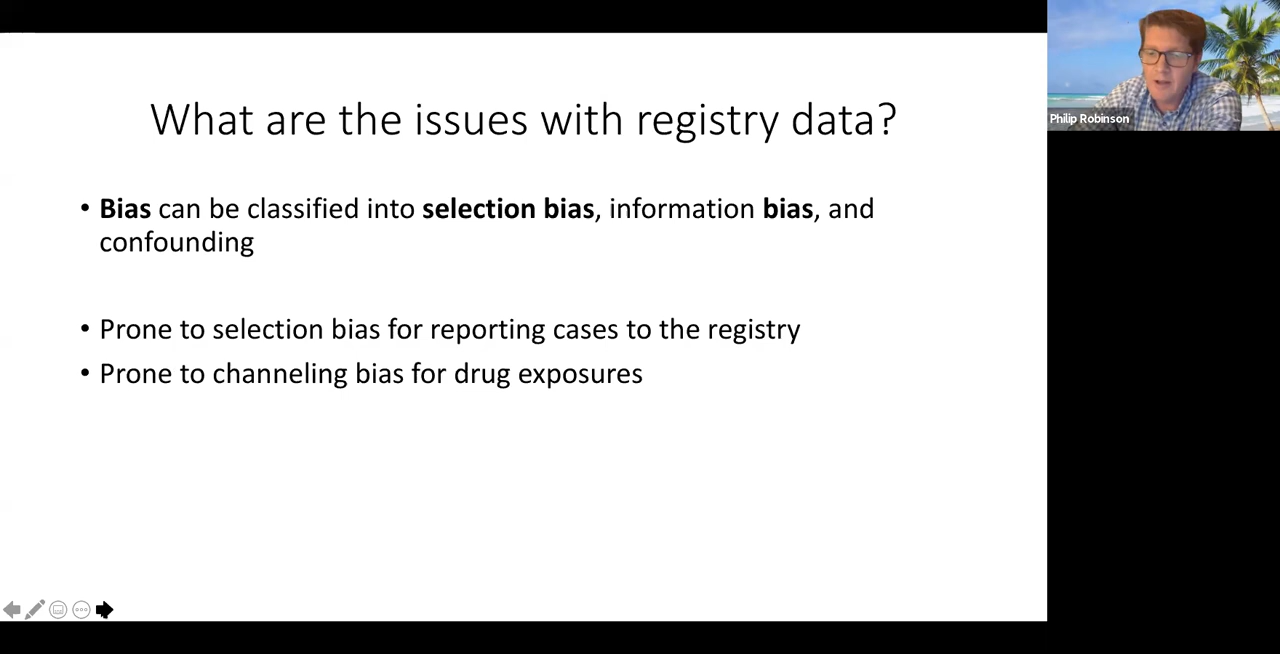 What are the issues with registry data?
• Bias can be classified into selection bias, information bias, and
confounding
• Prone to selection bias for reporting cases to the registry
• Prone to channeling bias for drug exposures
Philip Robinson